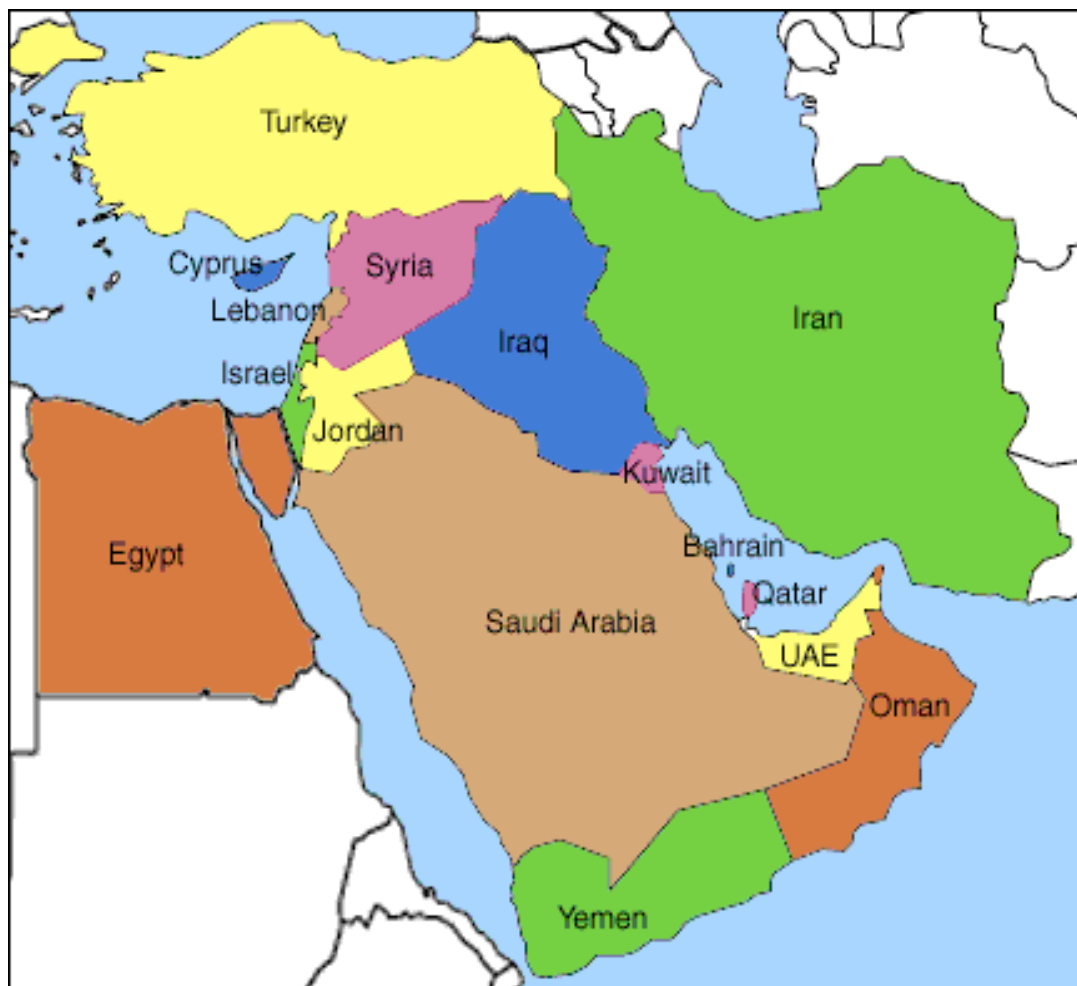 Turkey
Cyprus
Syria
Lebanon
Iran
Iraq
Israel
Jordan
Kuwait
Bahrain
Egypt
Qatar
Saudi Arabia
UAE
Oman
Yemen